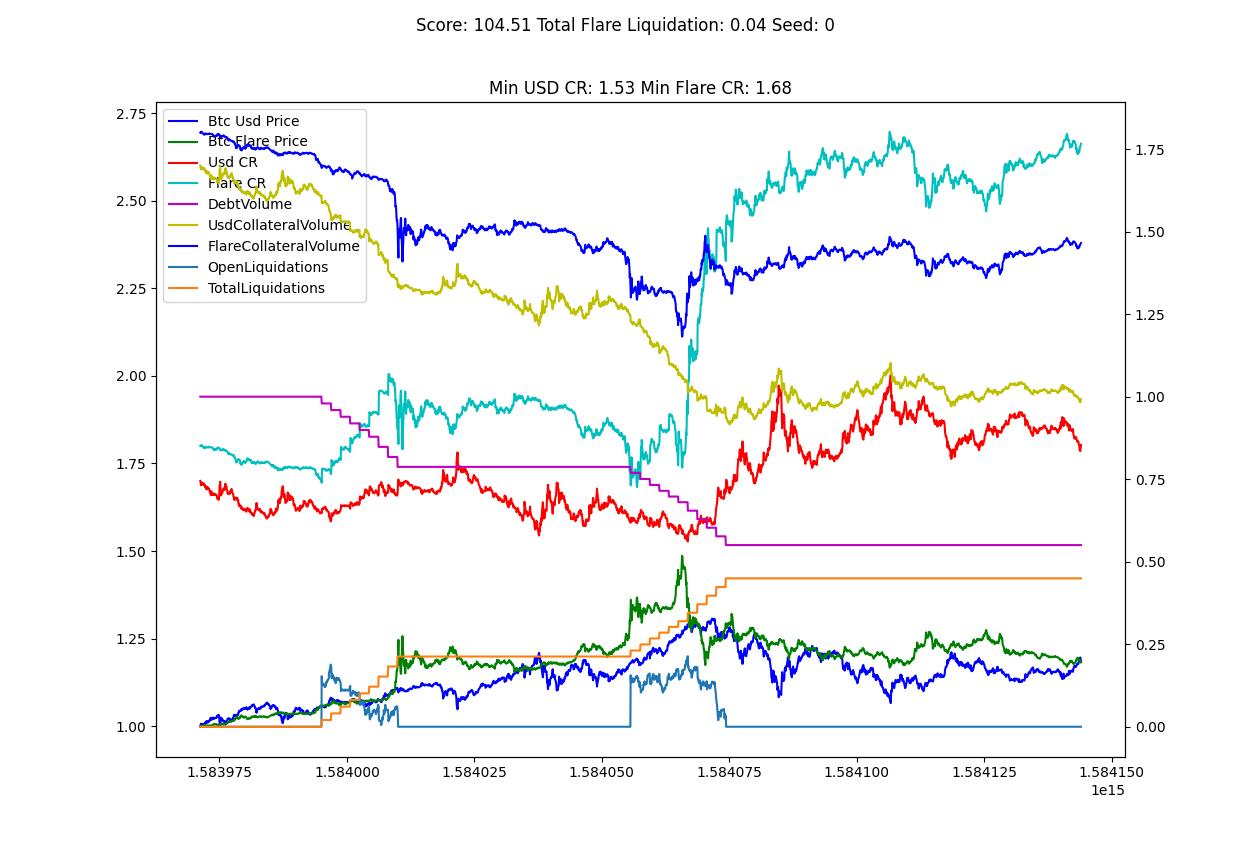 Score: 104.51 Total Flare Liquidation: 0.04 Seed: 0
Min USD CR: 1.53 Min Flare CR: 1.68
2.75
2.50
2.25
2.00
1.75
1.50
1.25
1.00
Btc Usd Price
Btc Flare Price
Usd CR
Flare CR
DebtVolume
UsdCollateralVolume
FlareCollateralVolume
OpenLiquidations
TotalLiquidations
1.75
1.50
1.25
1.00
0.75
0.50
0.25
0.00
1.583975 1.584000 1.584025 1.584050 1.584075 1.584100 1.584125 1.584150
1e15